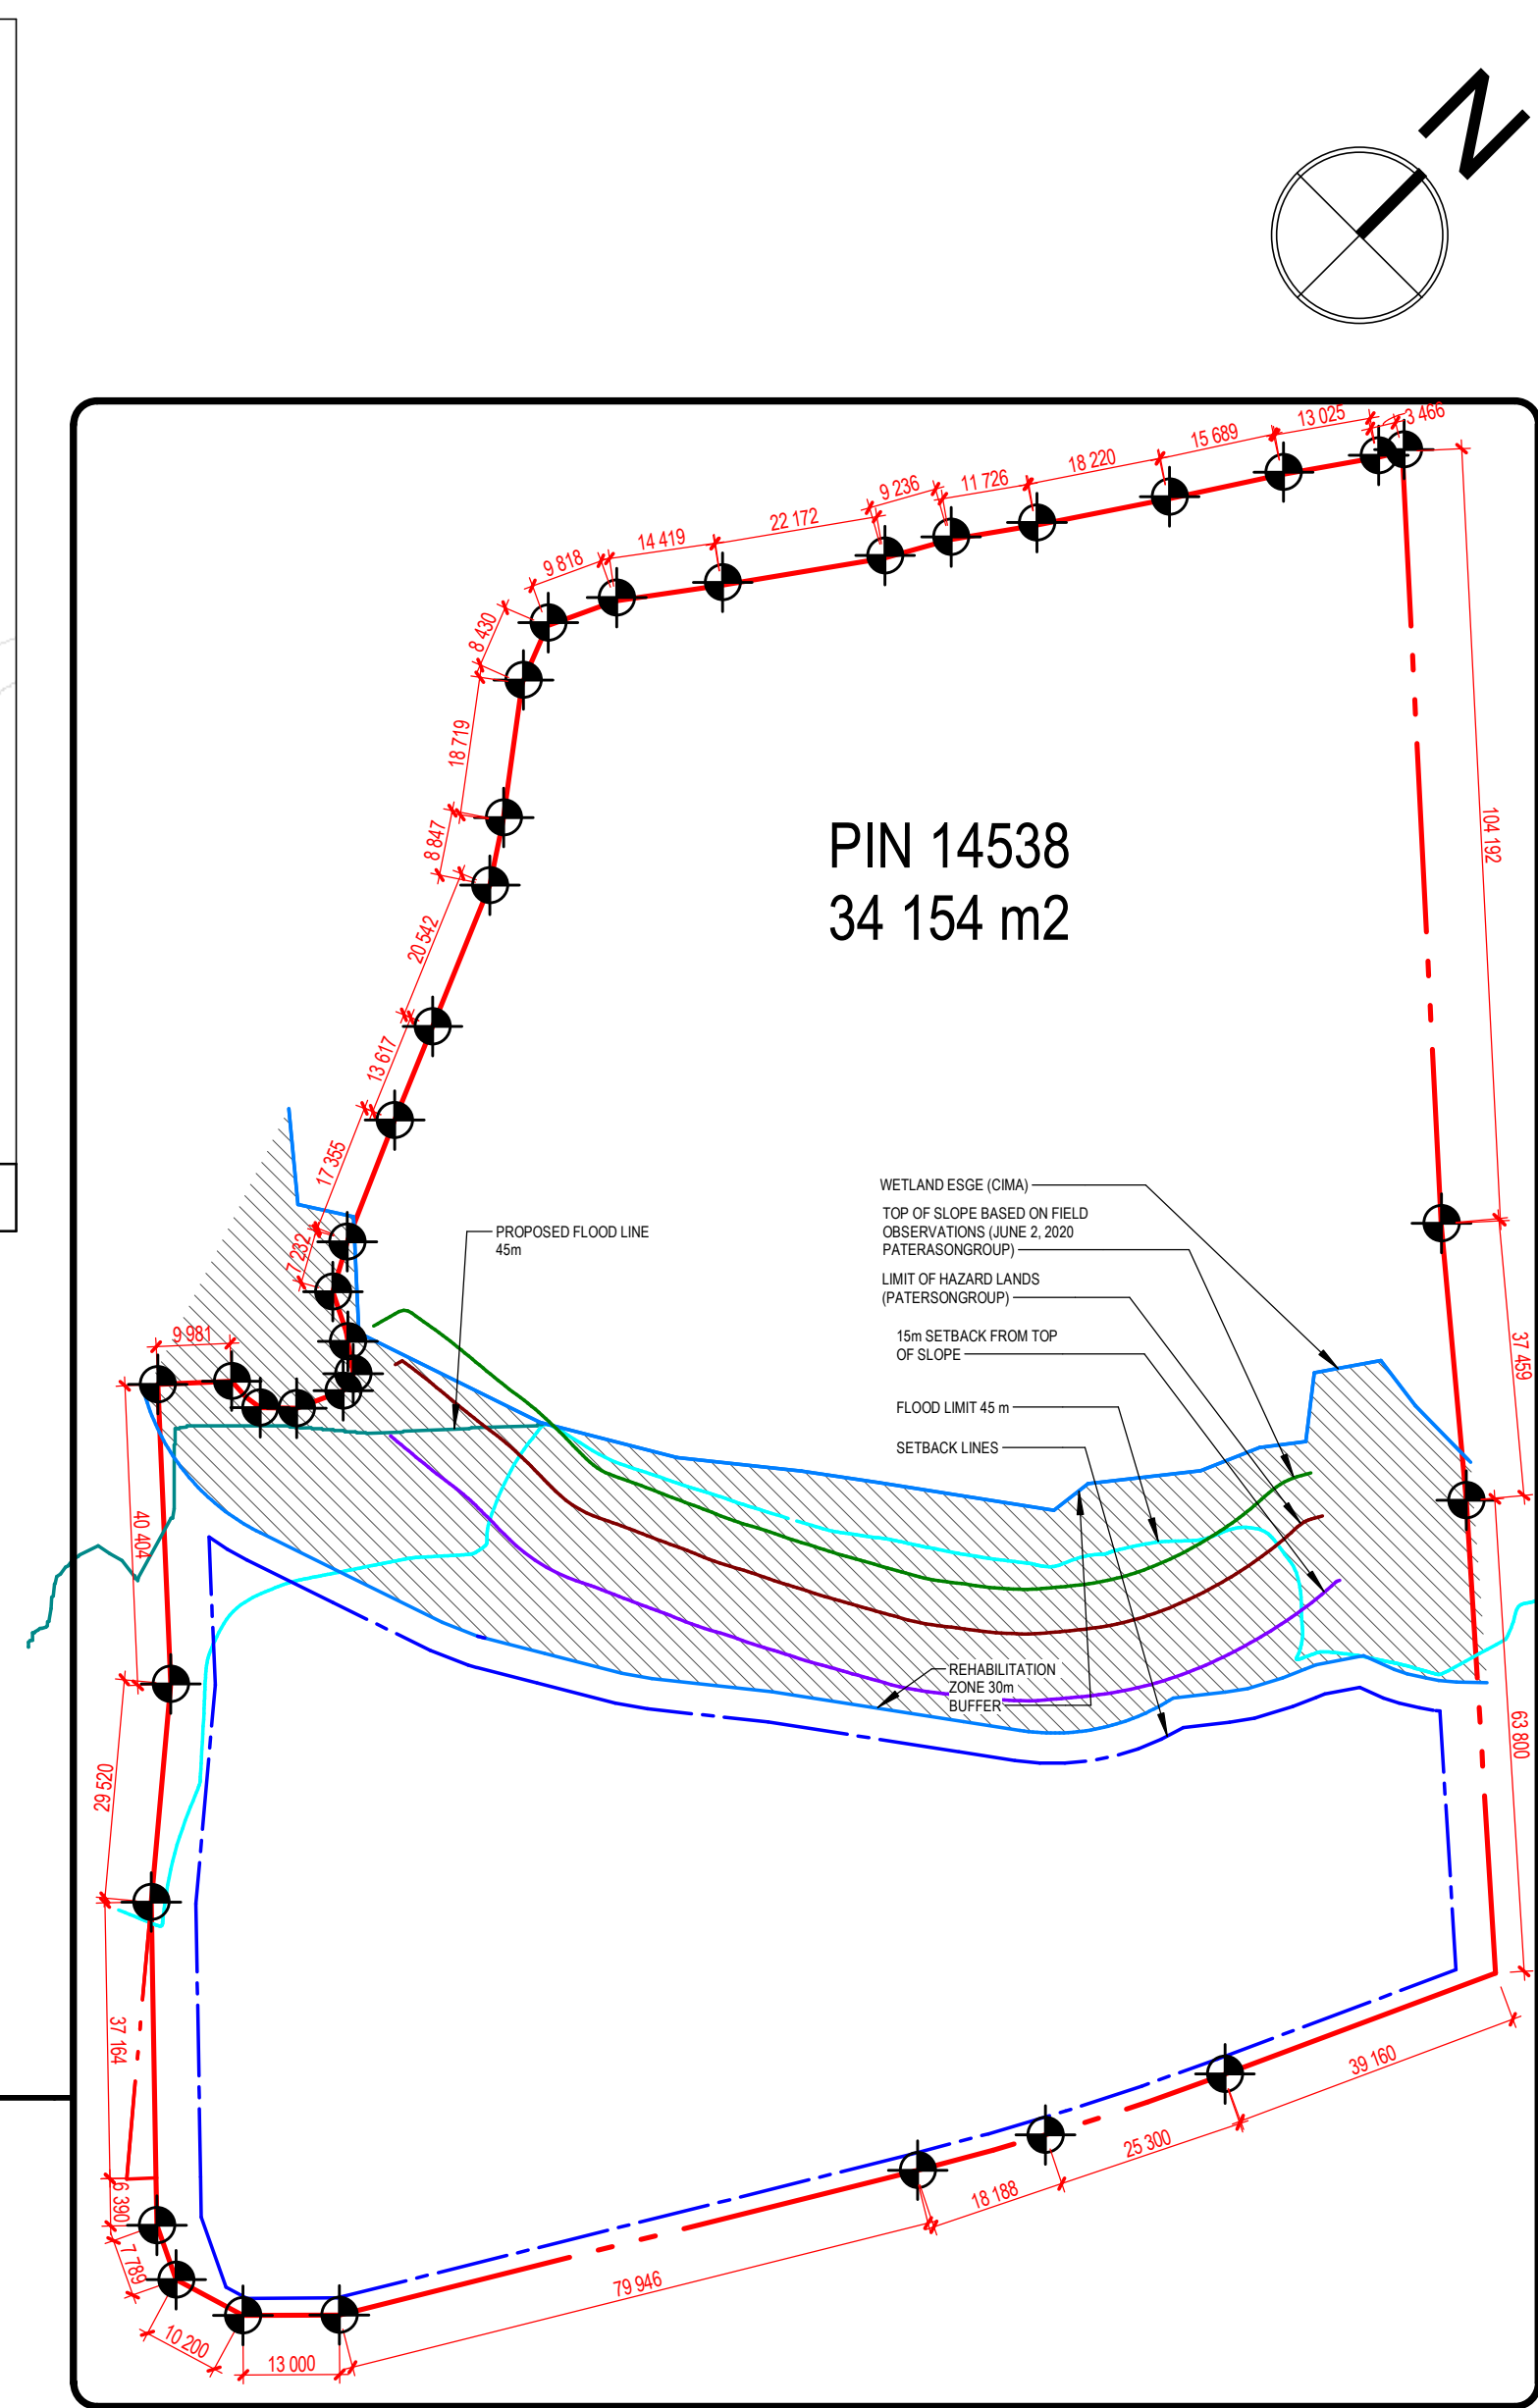 N
13 025
3 466
15 689
18 220
9 236
11 726
22 172
14 419
9 818
8 430
18 719
8 847
20 542
13 617
17 355
7 232
9 981
104 192
37 459
63 800
PIN 14538
34 154 m2
PROPOSED FLOOD LINE
45m
WETLAND ESGE (CIMA)
TOP OF SLOPE BASED ON FIELD
OBSERVATIONS (JUNE 2, 2020
PATERASONGROUP)
LIMIT OF HAZARD LANDS
(PATERSONGROUP)
15m SETBACK FROM TOP
OF SLOPE
FLOOD LIMIT 45 m
SETBACK LINES
REHABILITATION
ZONE 30m
BUFFER
40 404
29 520
37 164
6 390
7 789
10 200
13 000
79 946
18 188
25 300
39 160